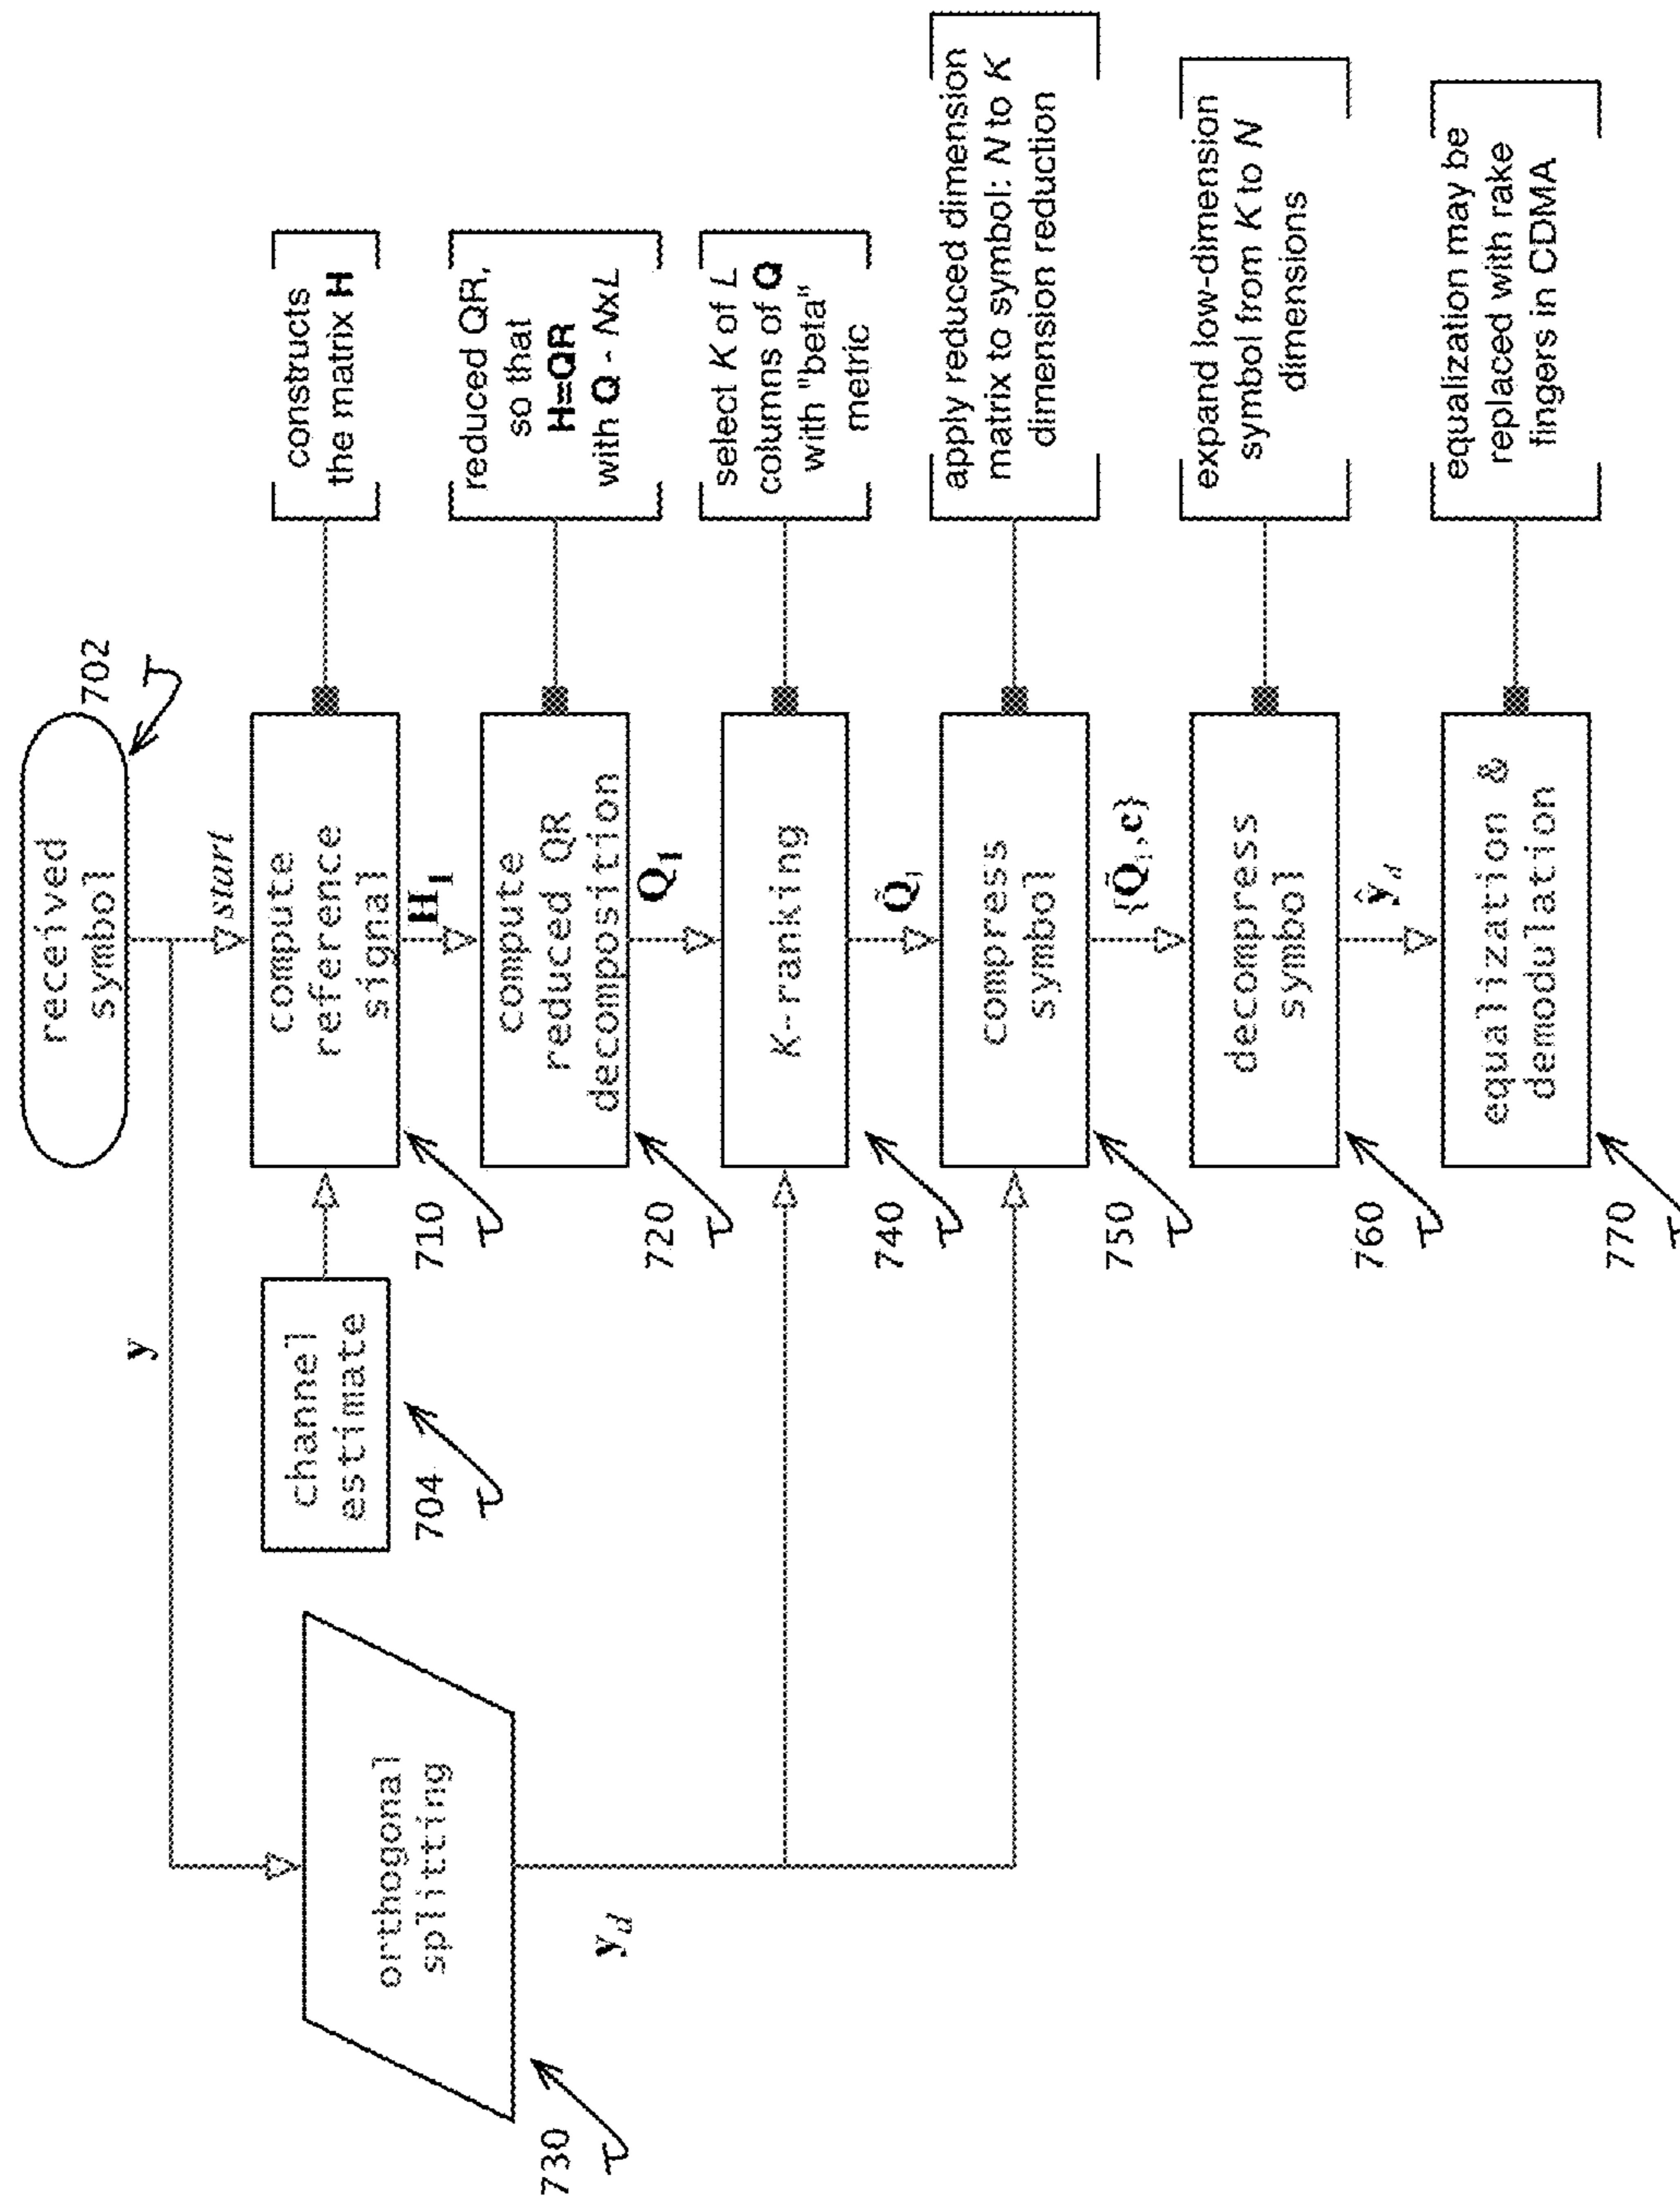 received
symbol
702
y
start
channel
estimate
704
compute
reference
signal
710
constructs
the matrix H
H₁
compute
reduced QR
decomposition
720
reduced QR,
so that
H=QR
with Q - NxL
orthogonal
splitting
730
y_d
Q₁
K-ranking
740
select K of L
columns of Q
with "beta"
metric
Q̃₁
compress
symbol
750
apply reduced dimension
matrix to symbol: N to K
dimension reduction
{Q̃₁,c}
decompress
symbol
760
expand low-dimension
symbol from K to N
dimensions
ŷ_d
equalization &
demodulation
770
equalization may be
replaced with rake
fingers in CDMA